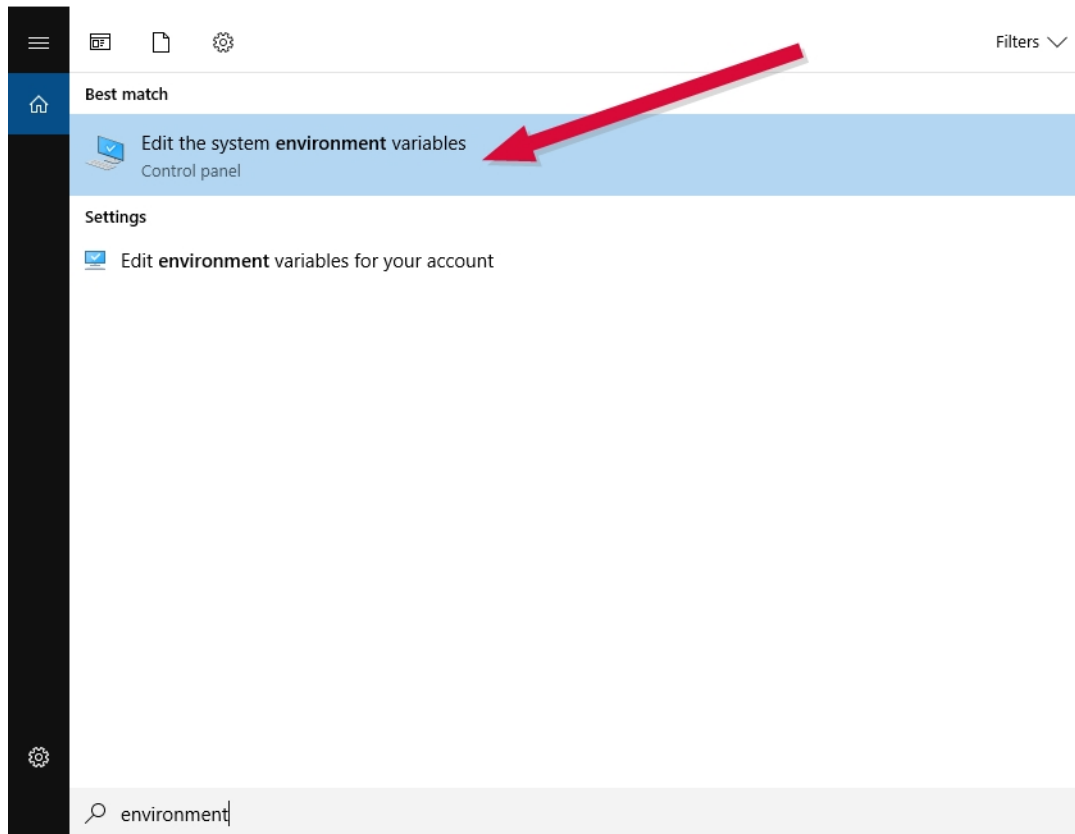 Filters
Best match
Edit the system environment variables
Control panel
Settings
Edit environment variables for your account
environment